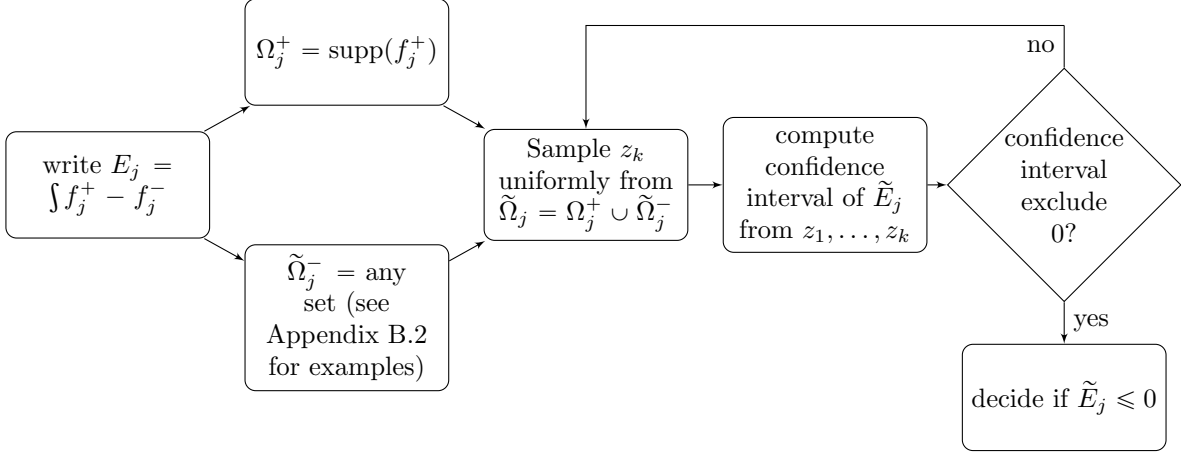 write E_j =
∫ f_j^+ − f_j^-
Ω_j^+ = supp(f_j^+)
Ω̃_j^- = any
set (see
Appendix B.2
for examples)
Sample z_k
uniformly from
Ω̃_j = Ω_j^+ ∪ Ω̃_j^-
compute
confidence
interval of Ẽ_j
from z_1, . . . , z_k
confidence
interval
exclude
0?
no
yes
decide if Ẽ_j ⩽ 0